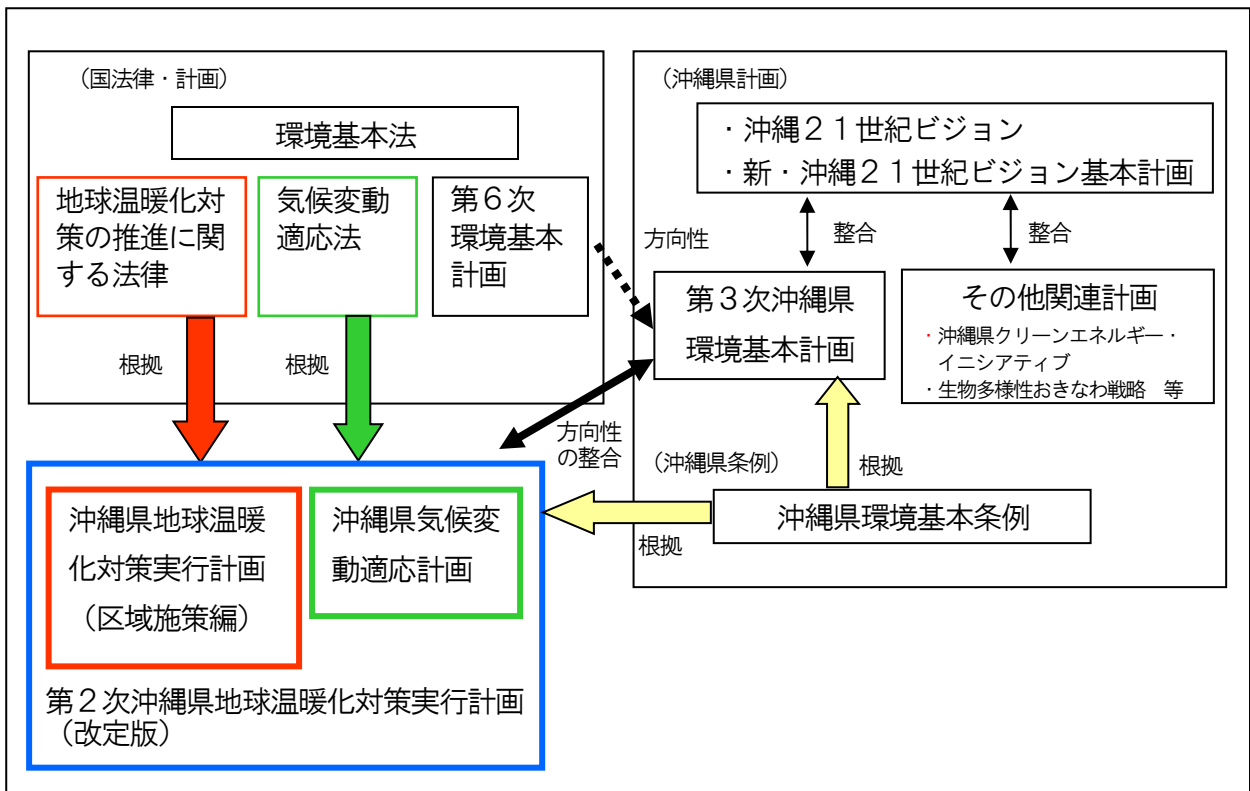 （国法律・計画）
環境基本法
地球温暖化対
策の推進に関
する法律
気候変動
適応法
第６次
環境基本
計画
根拠
根拠
（沖縄県計画）
・沖縄２１世紀ビジョン
・新・沖縄２１世紀ビジョン基本計画
方向性
整合
整合
第３次沖縄県
環境基本計画
その他関連計画
・沖縄県クリーンエネルギー・
イニシアティブ
・生物多様性おきなわ戦略　等
方向性
の整合
（沖縄県条例）
根拠
沖縄県環境基本条例
根拠
沖縄県地球温暖
化対策実行計画
（区域施策編）
沖縄県気候変
動適応計画
第２次沖縄県地球温暖化対策実行計画
（改定版）